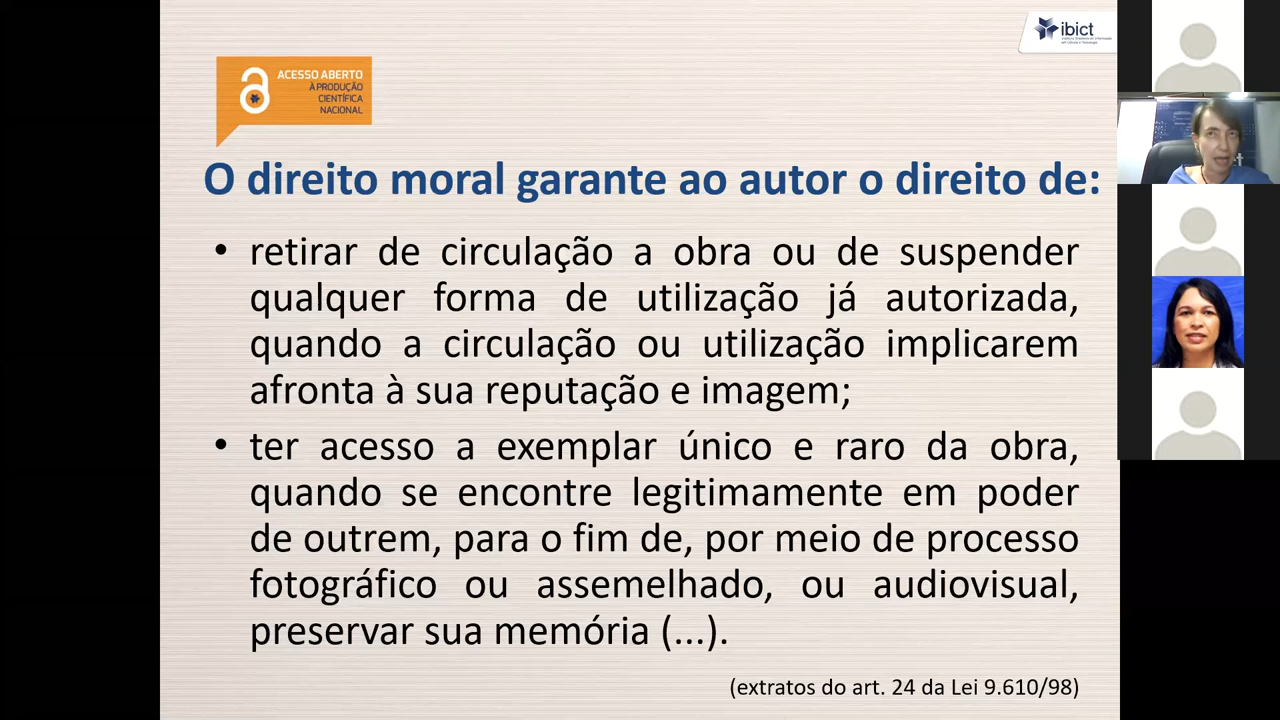 ibict
ACESSO ABERTO
À PRODUÇÃO
CIENTÍFICA
NACIONAL
O direito moral garante ao autor o direito de:
• retirar de circulação a obra ou de suspender
qualquer forma de utilização já autorizada,
quando a circulação ou utilização implicarem
afronta à sua reputação e imagem;
• ter acesso a exemplar único e raro da obra,
quando se encontre legitimamente em poder
de outrem, para o fim de, por meio de processo
fotográfico ou assemelhado, ou audiovisual,
preservar sua memória (...).
(extratos do art. 24 da Lei 9.610/98)